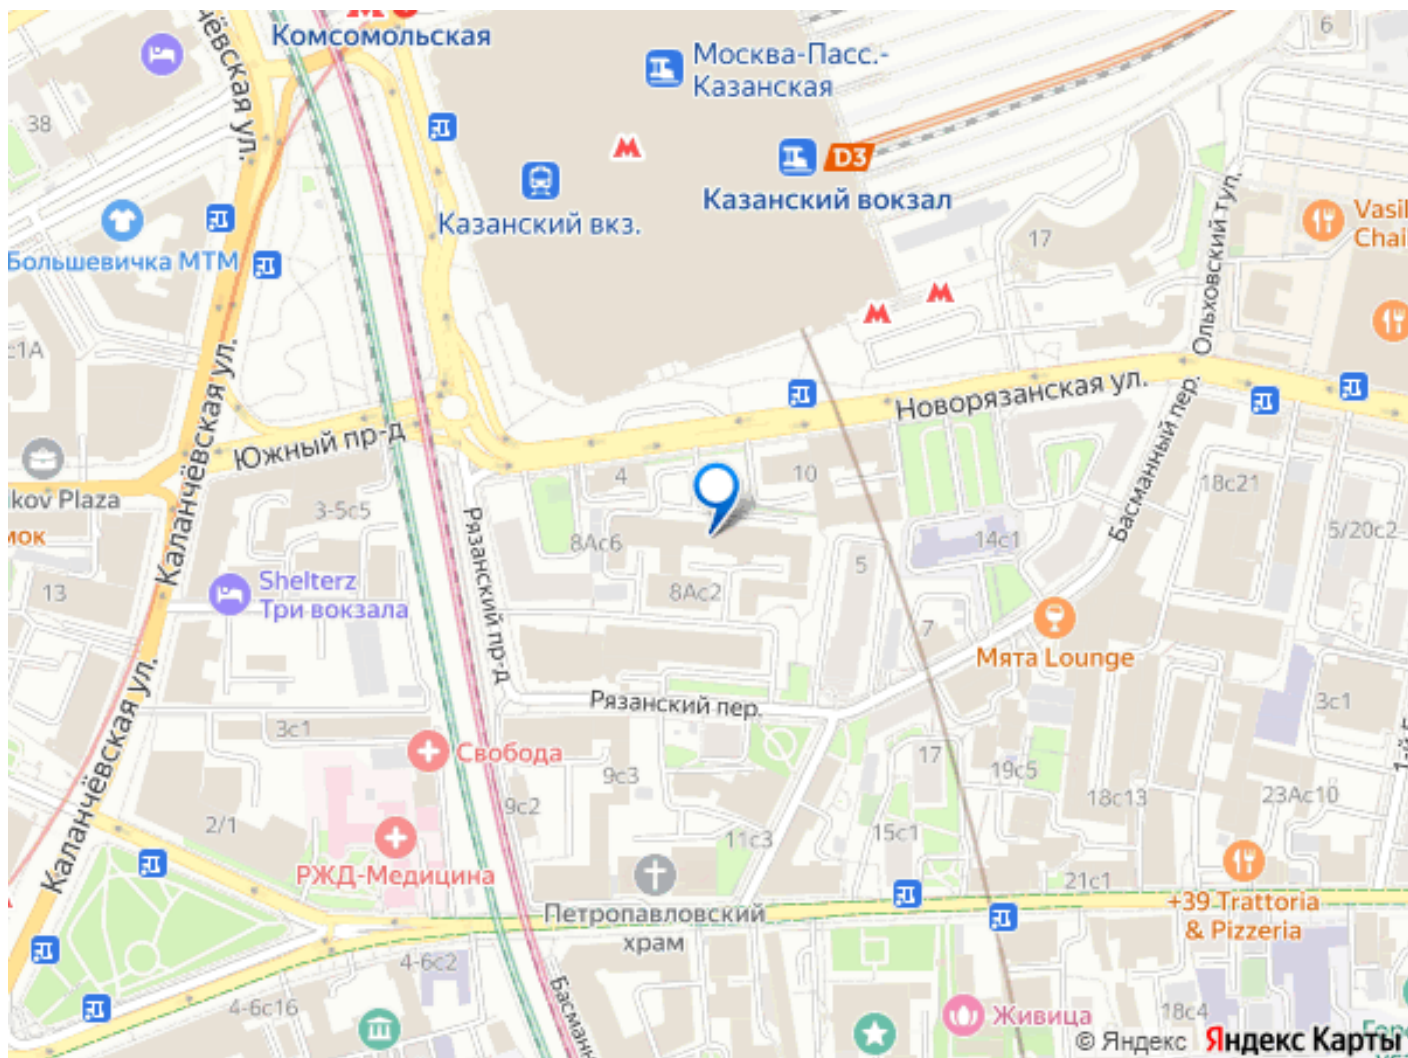 Комсомольская
Москва-Пасс.-
Казанская
6
38
D3
Казанский вокзал
Казанский вкз.
Большевичка МТМ
17
Vasil
Chai
Ольховский туп.
с1А
Каланчёвская ул.
Новорязанская ул.
Южный пр-д
Басманный пер.
4
10
18с21
kov Plaza
3-5с5
мок
8Ас6
14с1
5/20с2
5
Shelterz
Три вокзала
13
8Ас2
Рязанский пр-д
7
Мята Lounge
Рязанский пер.
3с1
3с1
Каланчёвская ул.
Свобода
9с3
17
19с5
9с2
18с13
23Ас10
2/1
11с3
15с1
РЖД-Медицина
21с1
+39 Trattoria
& Pizzeria
Петропавловский
храм
4-6с2
4-6с16
Басманн
Живица
18с4
© Яндекс Яндекс Карты